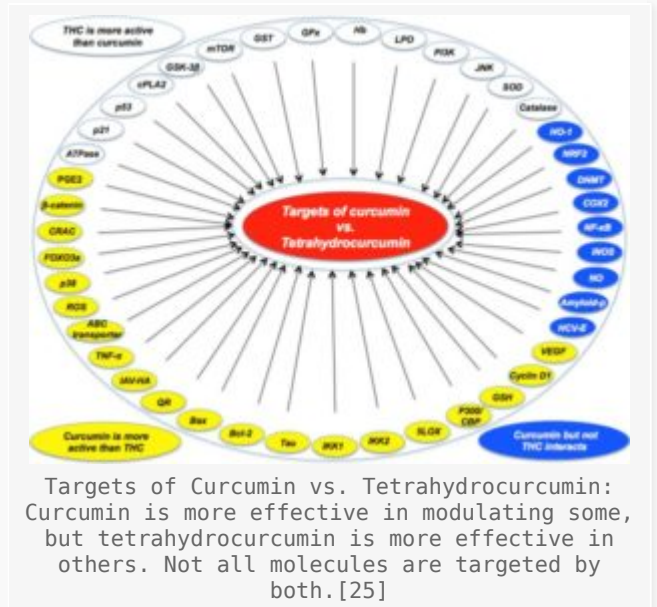 THC is more active
than curcumin
mTOR
GST
GPx
Hb
LPO
PI3K
JNK
SOD
Catalase
HO-1
NRF2
DNMT
COX2
NF-κB
iNOS
NO
Amyloid-β
VEGF
Cyclin D1
GSH
P300/
CBP
5LOX
IKK2
IKK1
Tau
Bcl-2
Bax
QR
IAV-HA
TNF-α
ABC
transporter
ROS
p38
FOXO3a
CRAC
β-catenin
PGE2
ATPase
p21
p53
cPLA2
GSK-3β
Targets of curcumin
vs.
Tetrahydrocurcumin
Curcumin is more
active than THC
Curcumin but not
THC interacts
Targets of Curcumin vs. Tetrahydrocurcumin:
Curcumin is more effective in modulating some,
but tetrahydrocurcumin is more effective in
others. Not all molecules are targeted by
both.[25]